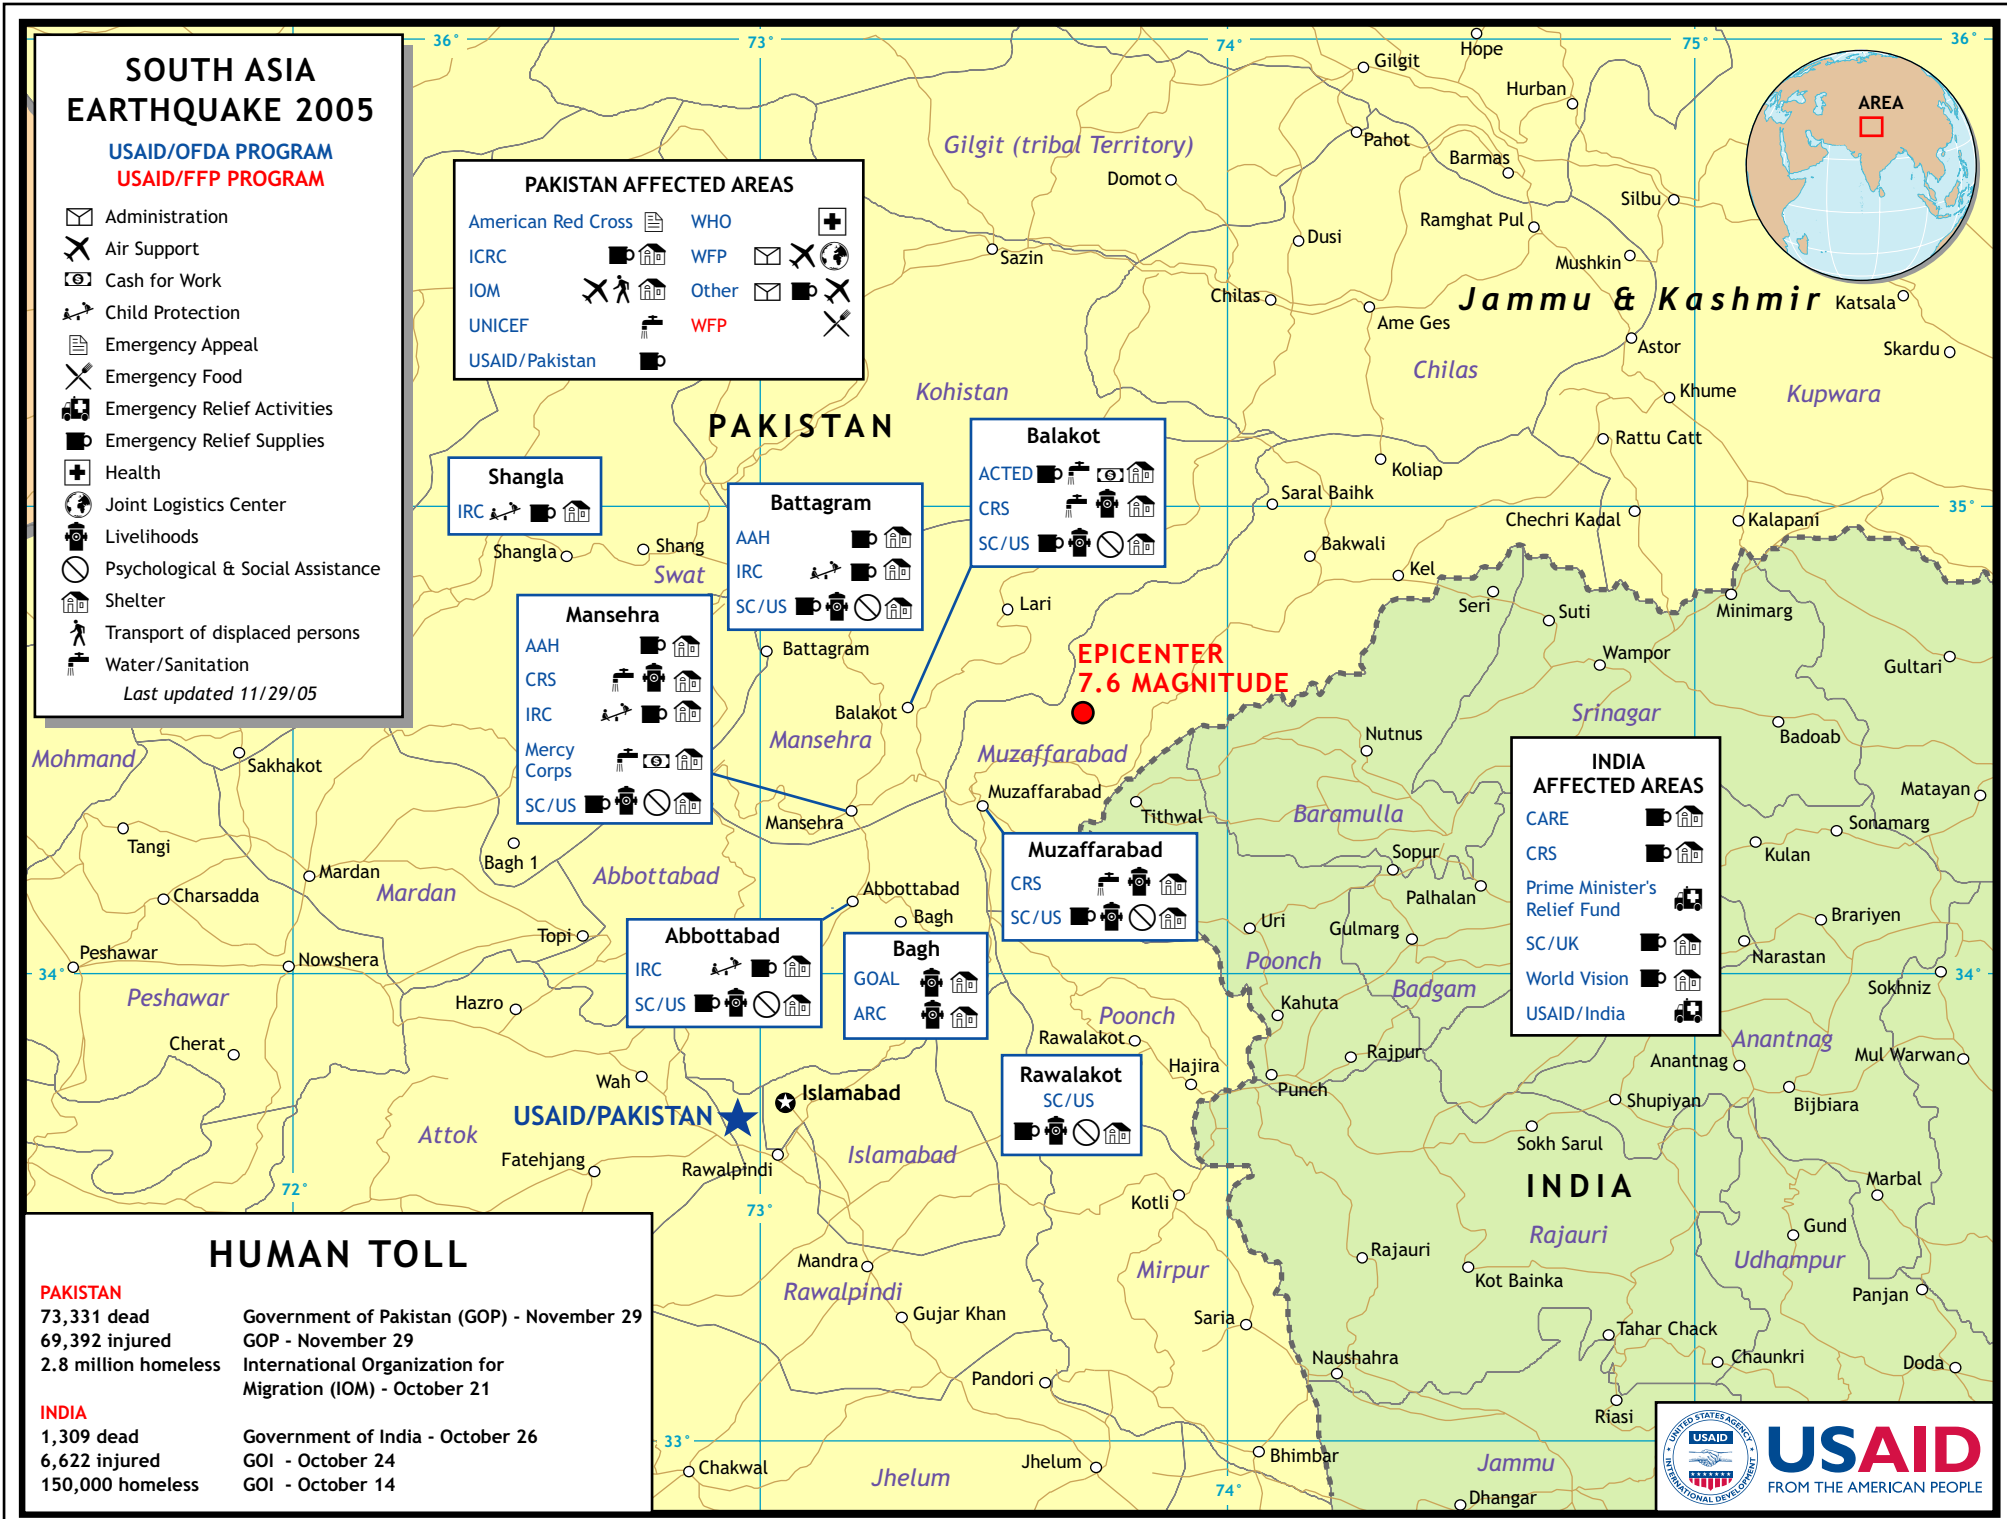 SOUTH ASIA
EARTHQUAKE 2005
USAID/OFDA PROGRAM
USAID/FFP PROGRAM
Administration
Air Support
Cash for Work
Child Protection
Emergency Appeal
Emergency Food
Emergency Relief Activities
Emergency Relief Supplies
Health
Joint Logistics Center
Livelihoods
Psychological & Social Assistance
Shelter
Transport of displaced persons
Water/Sanitation
Last updated 11/29/05
36°
73°
74°
75°
36°
AREA
PAKISTAN AFFECTED AREAS
American Red Cross
WHO
ICRC
WFP
IOM
Other
UNICEF
WFP
USAID/Pakistan
Hope
Gilgit
Hurban
Gilgit (tribal Territory)
Pahot
Barmas
Domot
Silbu
Ramghat Pul
Dusi
Sazin
Mushkin
Chilas
Jammu & Kashmir
Katsala
Ame Ges
Astor
Skardu
Chilas
Kohistan
Khume
Kupwara
PAKISTAN
Rattu Catt
Koliap
Saral Baihk
35°
Chechri Kadal
Kalapani
Bakwali
Kel
Seri
Suti
Minimarg
Lari
Wampor
Gultari
Shangla
IRC
Shangla
Shang
Swat
Battagram
AAH
IRC
SC/US
Battagram
Balakot
ACTED
CRS
SC/US
Mansehra
AAH
CRS
IRC
Mercy
Corps
SC/US
EPICENTER
7.6 MAGNITUDE
Balakot
Mansehra
Muzaffarabad
Srinagar
Nutnus
Badoab
Mohmand
Sakhakot
Muzaffarabad
Mansehra
Tithwal
Baramulla
Matayan
Sonamarg
Kulan
INDIA
AFFECTED AREAS
CARE
CRS
Prime Minister's
Relief Fund
SC/UK
World Vision
USAID/India
Tangi
Bagh 1
Mardan
Charsadda
Mardan
Abbottabad
Abbottabad
Bagh
Muzaffarabad
CRS
SC/US
Sopur
Palhalan
Uri
Gulmarg
Brariyen
Narastan
Topi
Peshawar
Nowshera
34°
Peshawar
Hazro
Cherat
Abbottabad
IRC
SC/US
Bagh
GOAL
ARC
Poonch
Badgam
34°
Sokhniz
Kahuta
Poonch
Rawalakot
Rajpur
Anantnag
Anantnag
Mul Warwan
Hajira
Punch
Bijbiara
Shupiyan
Wah
Islamabad
USAID/PAKISTAN
Rawalakot
SC/US
Sokh Sarul
Attok
Islamabad
Fatehjang
Rawalpindi
INDIA
72°
73°
Kotli
Marbal
Gund
Rajauri
Udhampur
Rajauri
Kot Bainka
Mandra
Rawalpindi
Mirpur
Panjan
Gujar Khan
Saria
Tahar Chack
Naushahra
Chaunkri
Doda
Pandori
Riasi
33°
Bhimbar
Chakwal
Jhelum
Jhelum
74°
Jammu
Dhangar
HUMAN TOLL
PAKISTAN
73,331 dead Government of Pakistan (GOP) - November 29
69,392 injured GOP - November 29
2.8 million homeless International Organization for
Migration (IOM) - October 21
INDIA
1,309 dead Government of India - October 26
6,622 injured GOI - October 24
150,000 homeless GOI - October 14
UNITED STATES AGENCY
USAID
INTERNATIONAL DEVELOPMENT
USAID
FROM THE AMERICAN PEOPLE